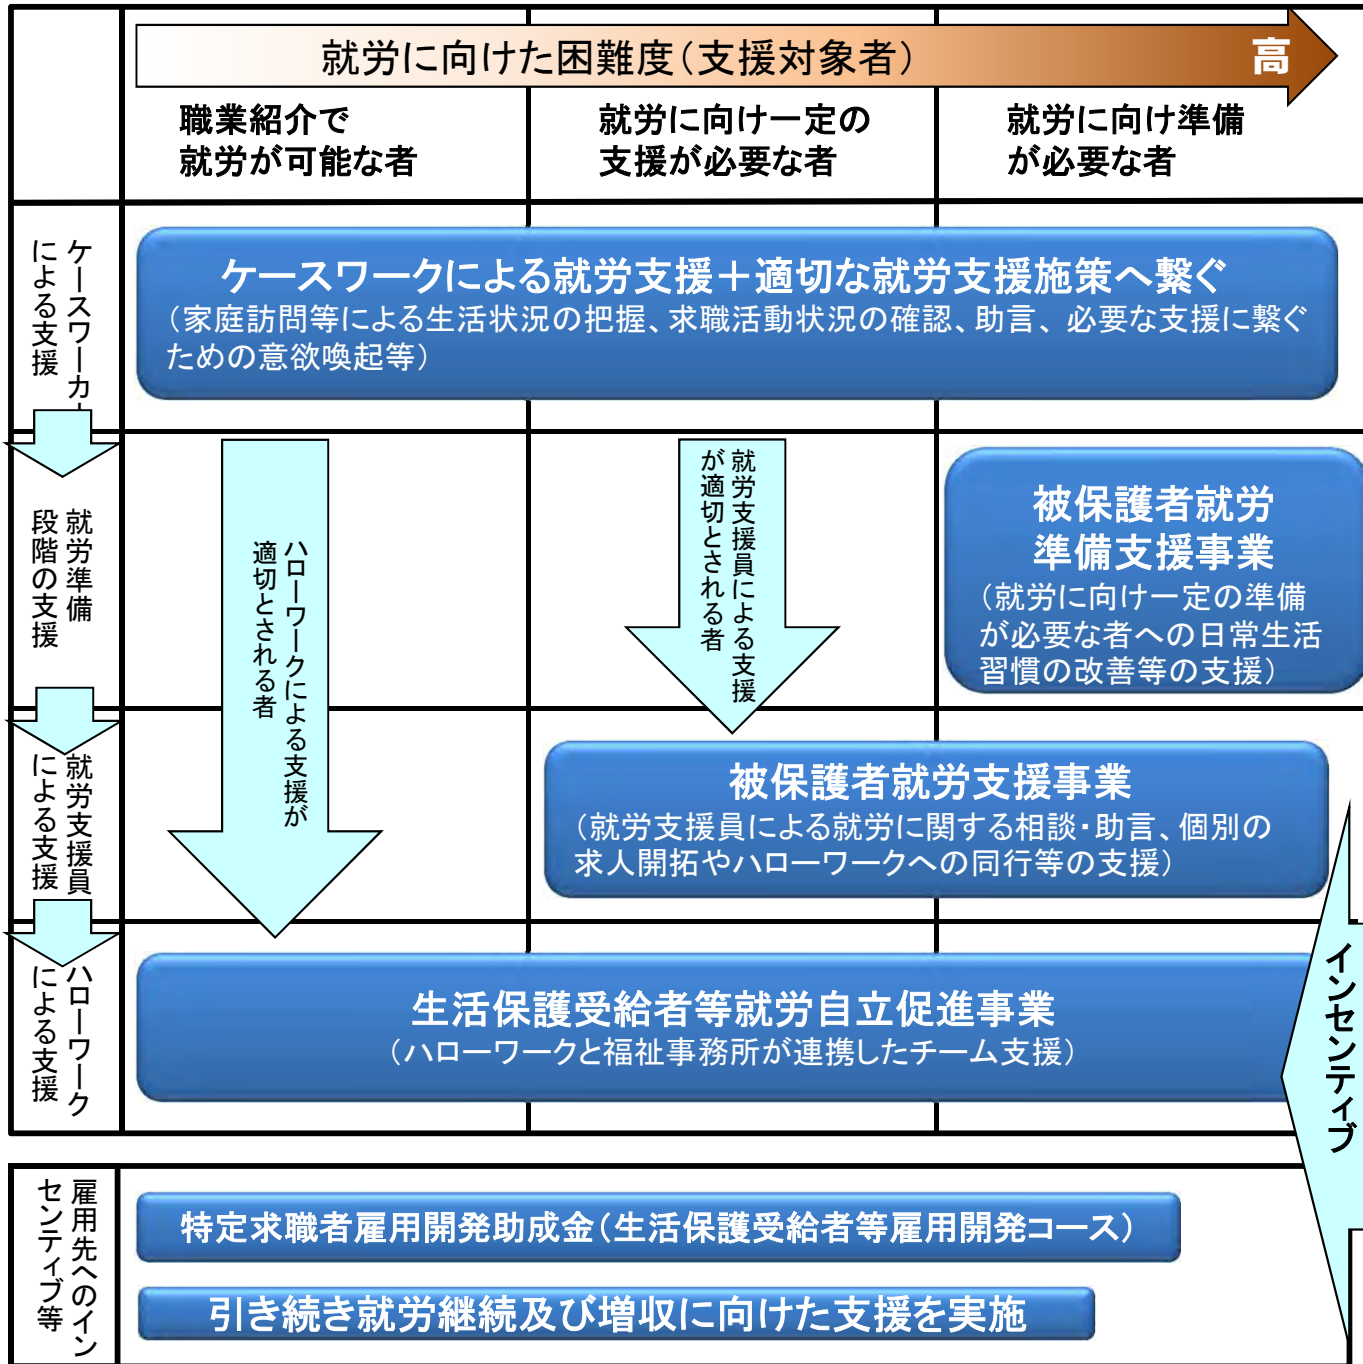 就労に向けた困難度（支援対象者）
高
職業紹介で
就労が可能な者
就労に向け一定の
支援が必要な者
就労に向け準備
が必要な者
ケースワーカー
による支援
ケースワークによる就労支援＋適切な就労支援施策へ繋ぐ
（家庭訪問等による生活状況の把握、求職活動状況の確認、助言、必要な支援に繋ぐ
ための意欲喚起等）
就労準備
段階の支援
ハローワークによる支援が
適切とされる者
就労支援員による支援
が適切とされる者
被保護者就労
準備支援事業
（就労に向け一定の準備
が必要な者への日常生活
習慣の改善等の支援）
就労支援員
による支援
被保護者就労支援事業
（就労支援員による就労に関する相談・助言、個別の
求人開拓やハローワークへの同行等の支援）
ハローワーク
による支援
生活保護受給者等就労自立促進事業
（ハローワークと福祉事務所が連携したチーム支援）
インセンティブ
雇用先へのイン
センティブ等
特定求職者雇用開発助成金（生活保護受給者等雇用開発コース）
引き続き就労継続及び増収に向けた支援を実施